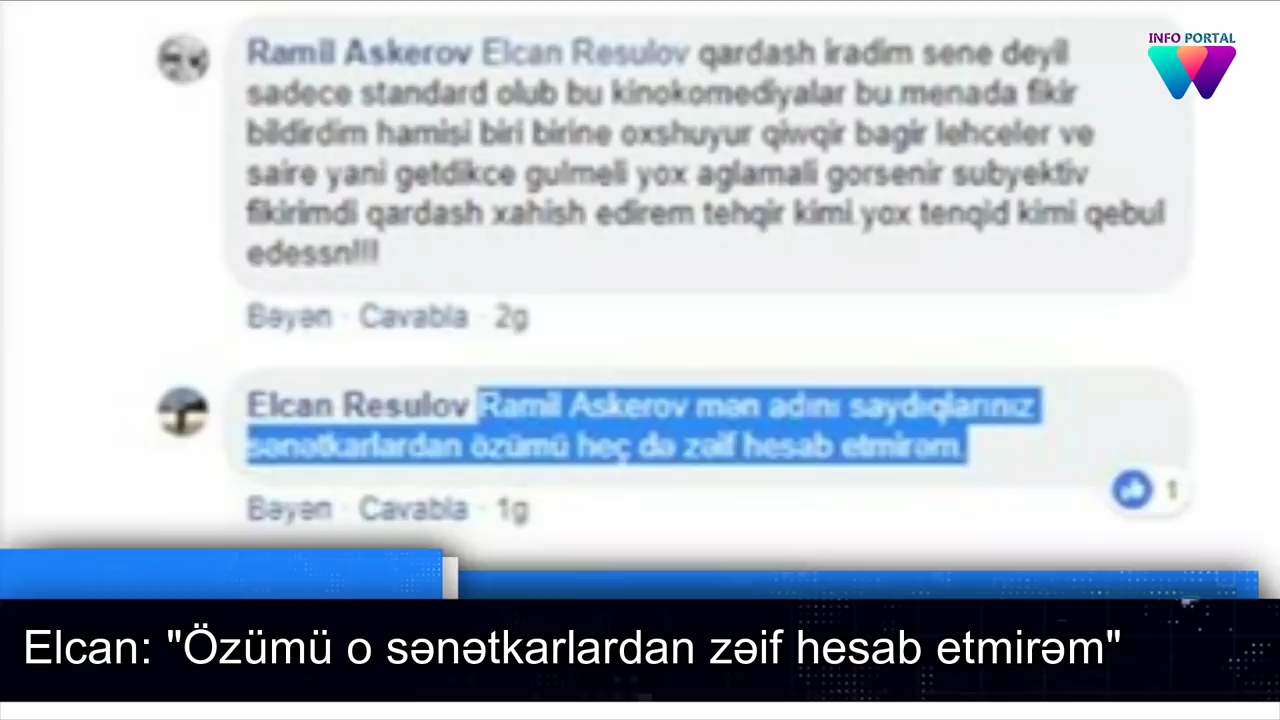 INFO PORTAL
Ramil Askerov Elcan Resulov qardash iradim sene deyil
sadece standard olub bu kinokomediyalar bu menada fikir
bildirdim hamisi biri birine oxshuyur qiwqir bagir lehceler ve
saire yani getdikce gulmeli yox aglamali gorsenir subyektiv
fikirimdi qardash xahish edirem tehqir kimi yox tenqid kimi qebul
edessn!!!
Bəyən · Cavabla · 2g
Elcan Resulov Ramil Askerov mən adını saydıqlarınız
sənətkarlardan özümü heç də zəif hesab etmirəm.
1
Bəyən · Cavabla · 1g
Elcan: "Özümü o sənətkarlardan zəif hesab etmirəm"